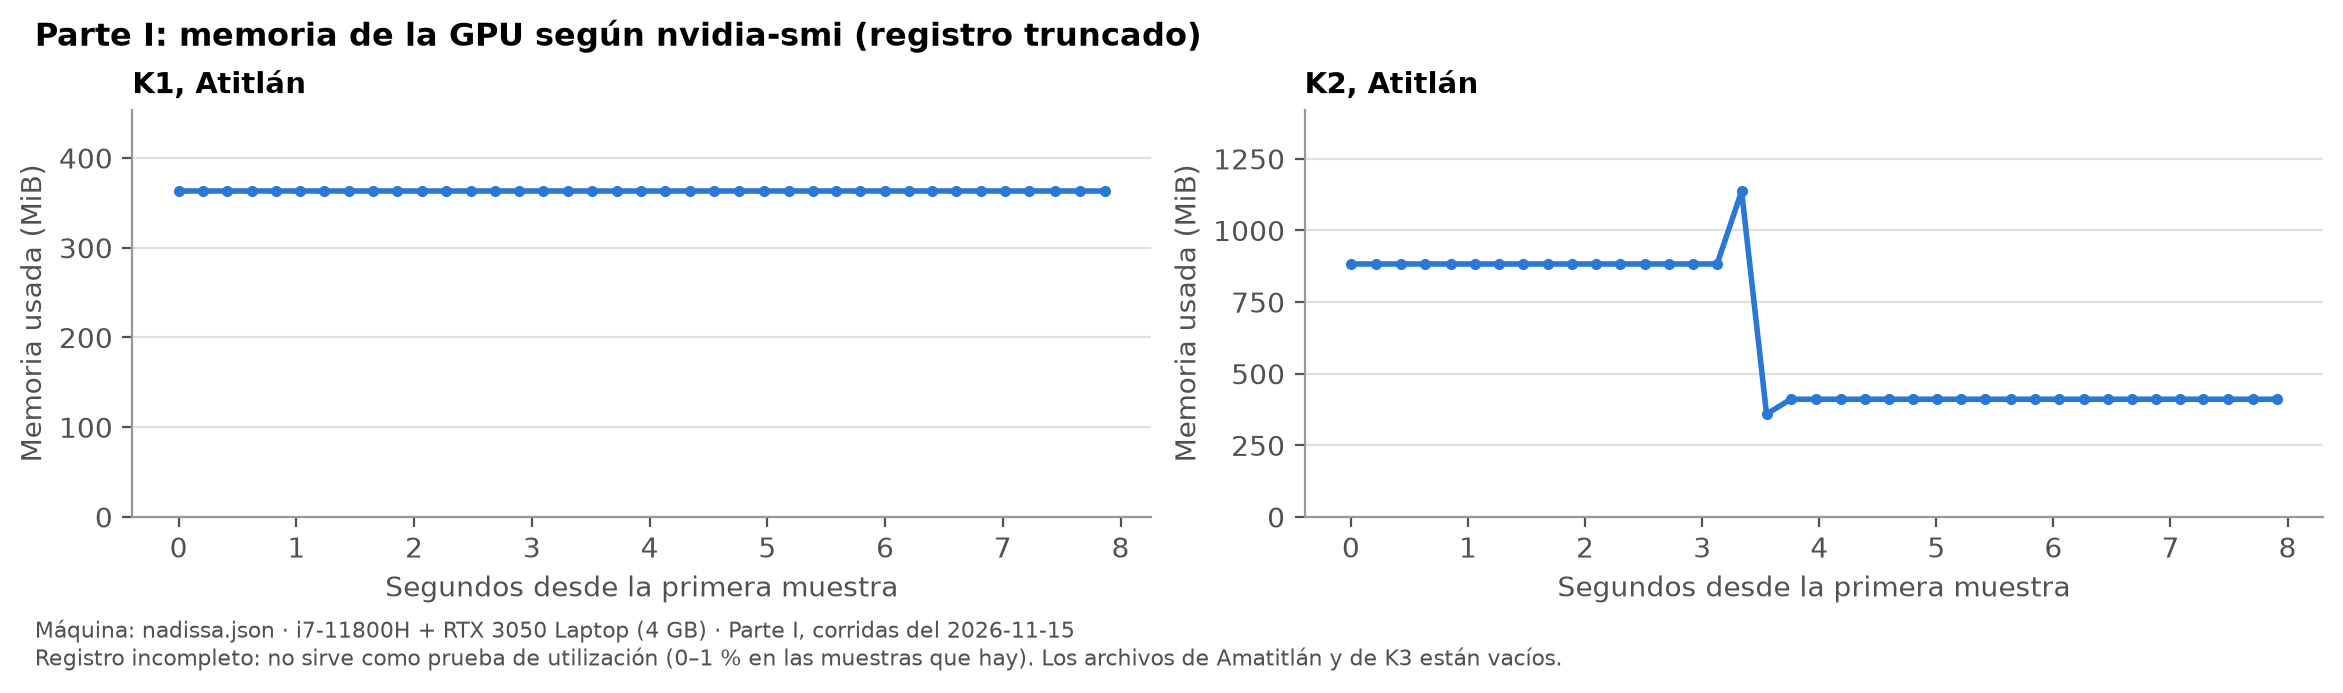 Parte I: memoria de la GPU según nvidia-smi (registro truncado)
K1, Atitlán
Memoria usada (MiB)
400
300
200
100
0
0 1 2 3 4 5 6 7 8
Segundos desde la primera muestra
K2, Atitlán
Memoria usada (MiB)
1250
1000
750
500
250
0
0 1 2 3 4 5 6 7 8
Segundos desde la primera muestra
Máquina: nadissa.json · i7-11800H + RTX 3050 Laptop (4 GB) · Parte I, corridas del 2026-11-15
Registro incompleto: no sirve como prueba de utilización (0–1 % en las muestras que hay). Los archivos de Amatitlán y de K3 están vacíos.